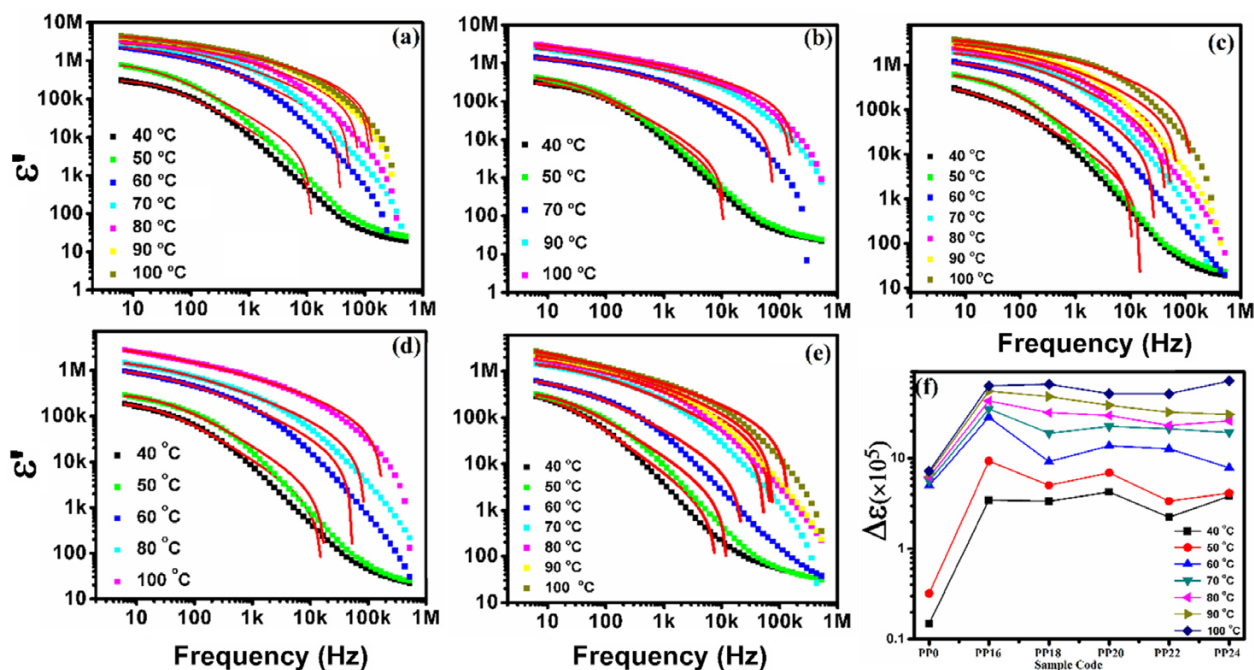 10M
1M
100k
10k
1k
100
10
1
ε'
(a)
40 °C
50 °C
60 °C
70 °C
80 °C
90 °C
100 °C
10 100 1k 10k 100k 1M
10M
1M
100k
10k
1k
100
10
1
(b)
40 °C
50 °C
70 °C
90 °C
100 °C
10 100 1k 10k 100k 1M
1M
100k
10k
1k
100
10
(c)
40 °C
50 °C
60 °C
70 °C
80 °C
90 °C
100 °C
1 10 100 1k 10k 100k 1M
Frequency (Hz)
1M
100k
10k
1k
100
10
ε'
(d)
40 °C
50 °C
60 °C
80 °C
100 °C
10 100 1k 10k 100k 1M
Frequency (Hz)
1M
100k
10k
1k
100
10
(e)
40 °C
50 °C
60 °C
70 °C
80 °C
90 °C
100 °C
10 100 1k 10k 100k 1M
Frequency (Hz)
(f)
Δε(×10⁵)
10
1
0.1
40 °C
50 °C
60 °C
70 °C
80 °C
90 °C
100 °C
PP0 PP16 PP18 PP20 PP22 PP24
Sample Code